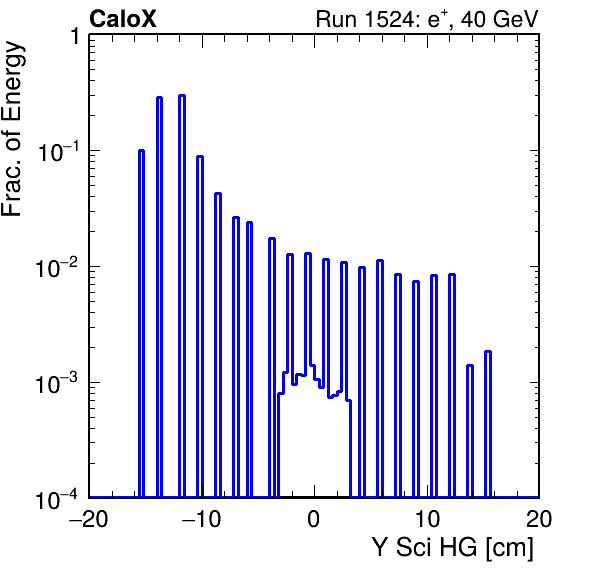 CaloX Run 1524: e⁺, 40 GeV
Frac. of Energy
1
10⁻¹
10⁻²
10⁻³
10⁻⁴
−20 −10 0 10 20
Y Sci HG [cm]